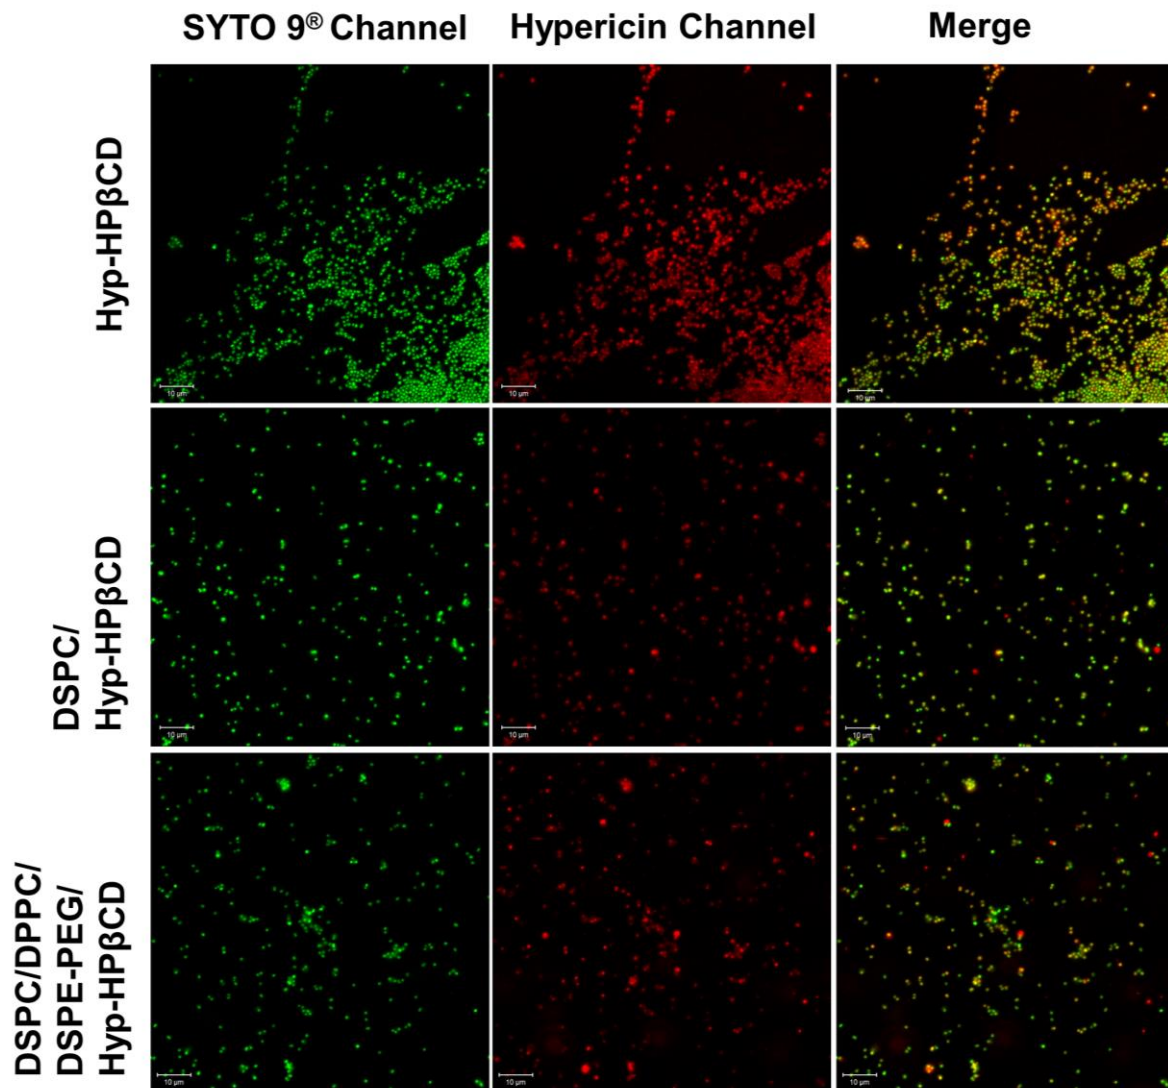 SYTO 9® Channel
Hypericin Channel
Merge
Hyp-HPβCD
10 µm
10 µm
10 µm
DSPC/
Hyp-HPβCD
10 µm
10 µm
10 µm
DSPC/DPPC/
DSPE-PEG/
Hyp-HPβCD
10 µm
10 µm
10 µm